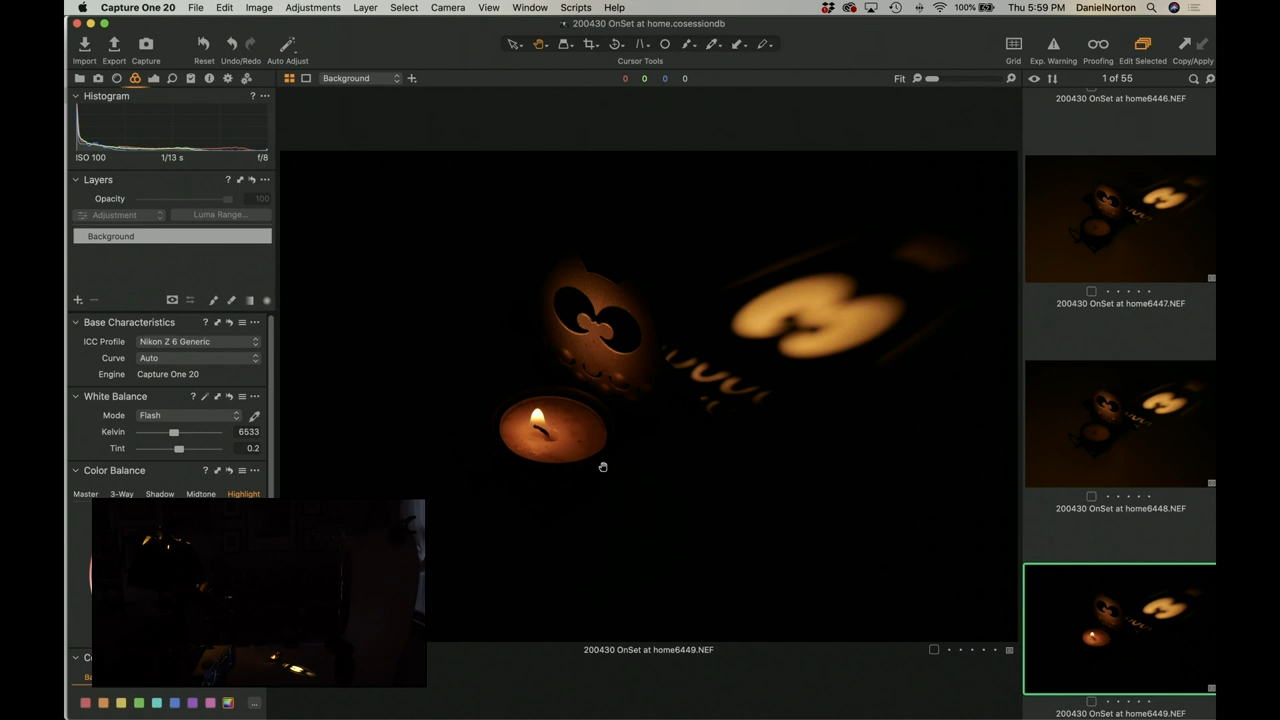 Capture One 20 File Edit Image Adjustments Layer Select Camera View Window Scripts Help 100% Thu 5:59 PM DanielNorton
200430 OnSet at home.cosessiondb
Import Export Capture Reset Undo/Redo Auto Adjust Cursor Tools Grid Exp. Warning Proofing Edit Selected Copy/Apply
Background 0 0 0 0 Fit 1 of 55
Histogram ? ...
ISO 100 1/13 s f/8
Layers ? ...
Opacity 100
Adjustment Luma Range...
Background
Base Characteristics ? ...
ICC Profile Nikon Z 6 Generic
Curve Auto
Engine Capture One 20
White Balance ? ...
Mode Flash
Kelvin 6533
Tint 0.2
Color Balance ? ...
Master 3-Way Shadow Midtone Highlight
200430 OnSet at home6449.NEF
200430 OnSet at home6446.NEF
200430 OnSet at home6447.NEF
200430 OnSet at home6448.NEF
200430 OnSet at home6449.NEF